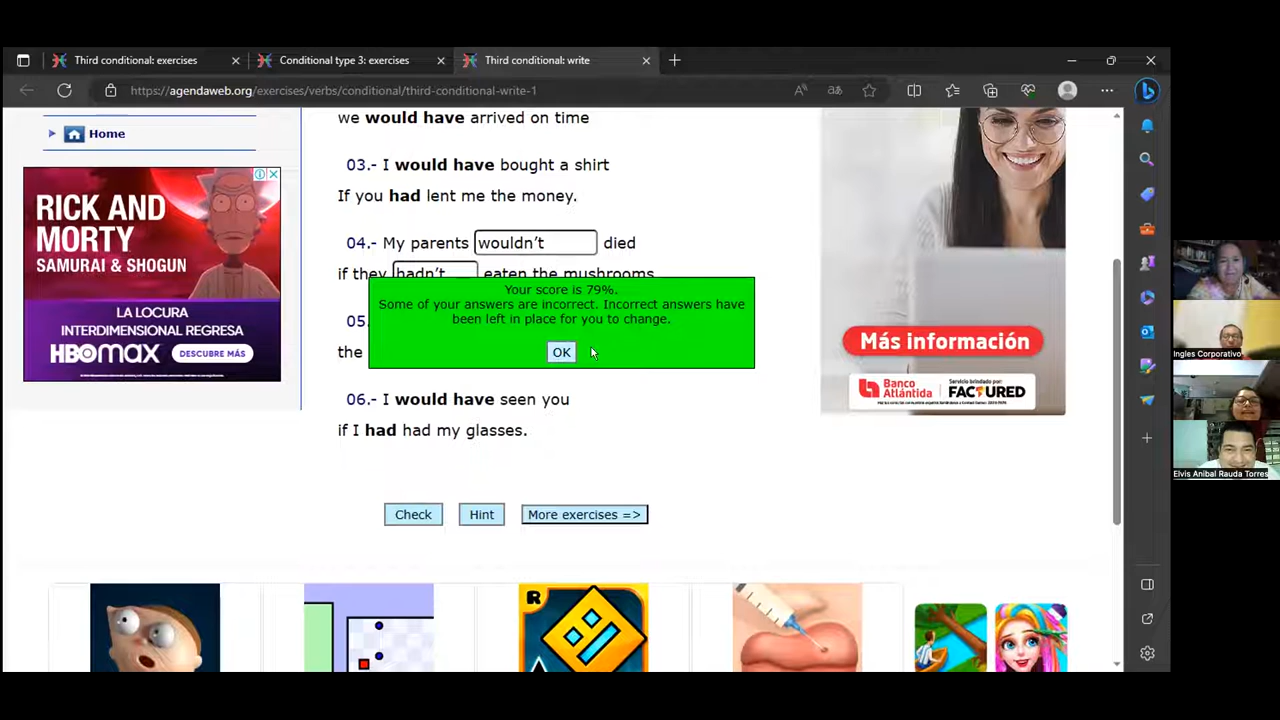 Third conditional: exercises
Conditional type 3: exercises
Third conditional: write
https://agendaweb.org/exercises/verbs/conditional/third-conditional-write-1
Home
RICK AND
MORTY
SAMURAI & SHOGUN
LA LOCURA
INTERDIMENSIONAL REGRESA
HBOMAX
DESCUBRE MÁS
we would have arrived on time
03.- I would have bought a shirt
If you had lent me the money.
04.- My parents wouldn't died
if they hadn't eaten the mushrooms
Your score is 79%.
Some of your answers are incorrect. Incorrect answers have
been left in place for you to change.
OK
05.
the
06.- I would have seen you
if I had had my glasses.
Check Hint More exercises =>
Más información
Banco
Atlántida
Servicio brindado por:
FACTURED
R
Ingles Corporativo
Elvis Anibal Rauda Torres